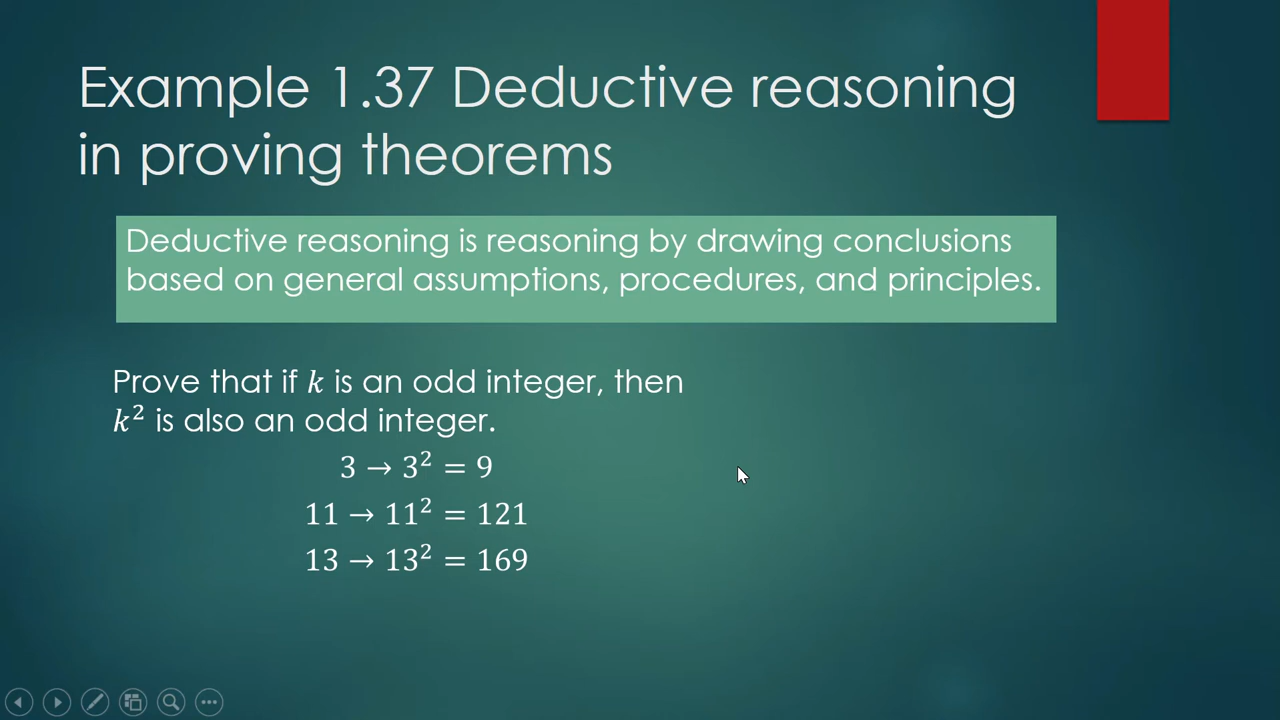 Example 1.37 Deductive reasoning
in proving theorems
Deductive reasoning is reasoning by drawing conclusions
based on general assumptions, procedures, and principles.
Prove that if 𝑘 is an odd integer, then
𝑘² is also an odd integer.
3 → 3² = 9
11 → 11² = 121
13 → 13² = 169